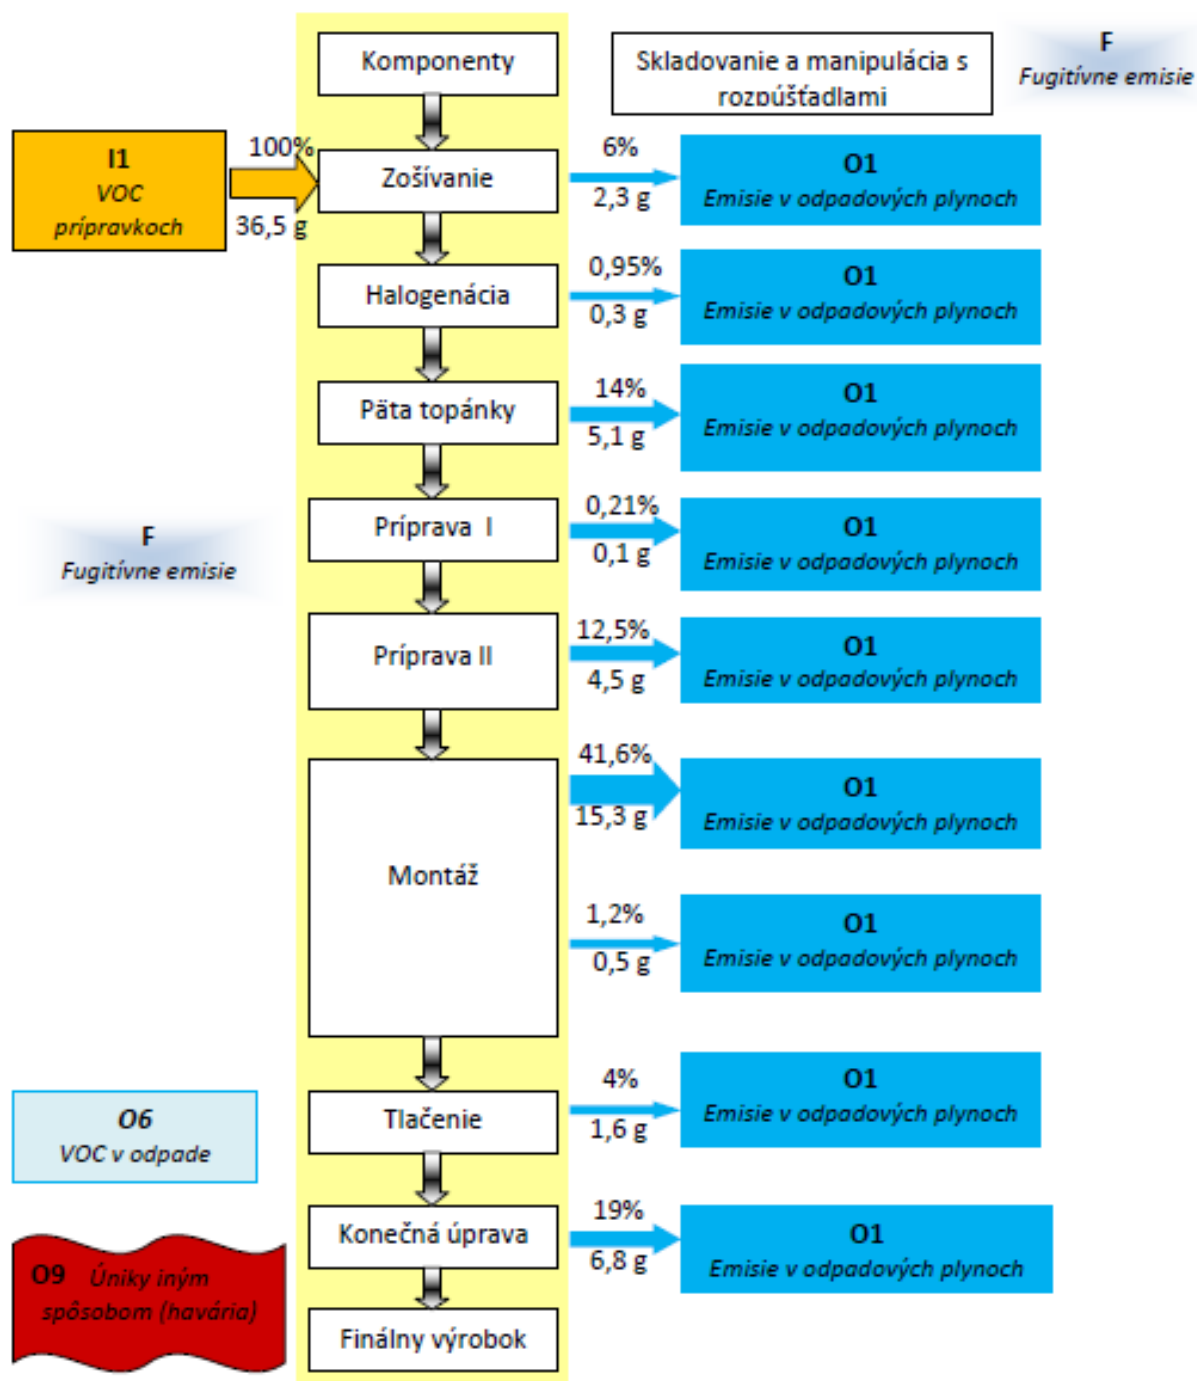 Komponenty
Skladovanie a manipulácia s
rozpúšťadlami
F
Fugitívne emisie
I1
VOC
prípravkoch
100%
36,5 g
Zošívanie
6%
2,3 g
O1
Emisie v odpadových plynoch
Halogenácia
0,95%
0,3 g
O1
Emisie v odpadových plynoch
Päta topánky
14%
5,1 g
O1
Emisie v odpadových plynoch
F
Fugitívne emisie
Príprava I
0,21%
0,1 g
O1
Emisie v odpadových plynoch
Príprava II
12,5%
4,5 g
O1
Emisie v odpadových plynoch
Montáž
41,6%
15,3 g
O1
Emisie v odpadových plynoch
1,2%
0,5 g
O1
Emisie v odpadových plynoch
O6
VOC v odpade
Tlačenie
4%
1,6 g
O1
Emisie v odpadových plynoch
Konečná úprava
19%
6,8 g
O1
Emisie v odpadových plynoch
O9 Úniky iným
spôsobom (havária)
Finálny výrobok